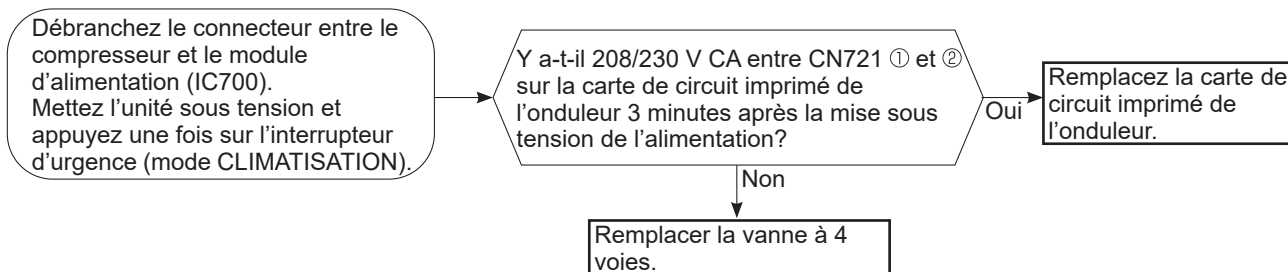 Débranchez le connecteur entre le
compresseur et le module
d'alimentation (IC700).
Mettez l'unité sous tension et
appuyez une fois sur l'interrupteur
d'urgence (mode CLIMATISATION).
Y a-t-il 208/230 V CA entre CN721 ① et ②
sur la carte de circuit imprimé de
l'onduleur 3 minutes après la mise sous
tension de l'alimentation?
Oui
Remplacez la carte de
circuit imprimé de
l'onduleur.
Non
Remplacer la vanne à 4
voies.